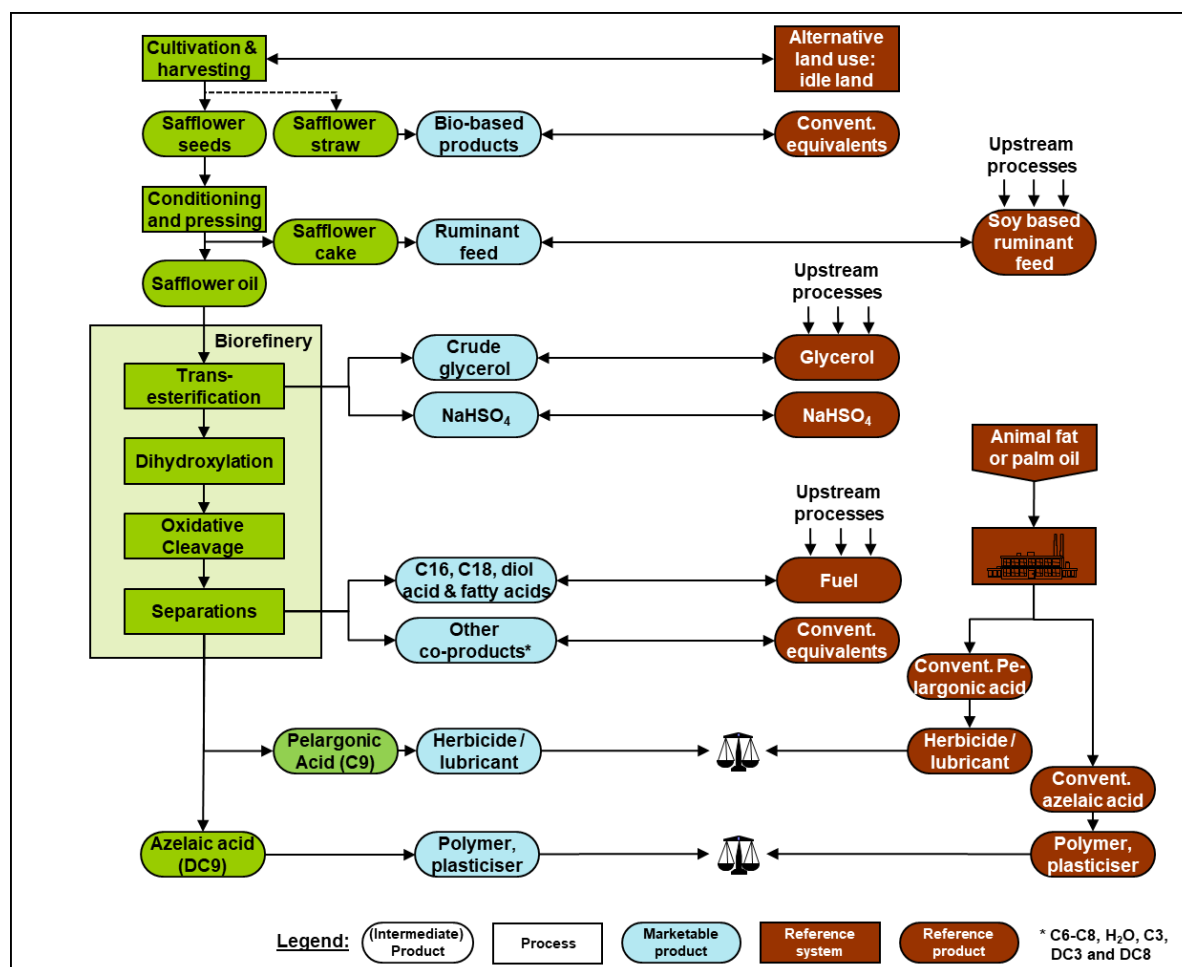 Cultivation &
harvesting
Alternative
land use:
idle land
Safflower
seeds
Safflower
straw
Bio-based
products
Convent.
equivalents
Upstream
processes
Conditioning
and pressing
Safflower
cake
Ruminant
feed
Soy based
ruminant
feed
Safflower oil
Upstream
processes
Biorefinery
Trans-
esterification
Crude
glycerol
Glycerol
NaHSO₄
NaHSO₄
Animal fat
or palm oil
Dihydroxylation
Upstream
processes
Oxidative
Cleavage
C16, C18, diol
acid & fatty acids
Fuel
Separations
Other
co-products*
Convent.
equivalents
Convent. Pe-
largonic acid
Pelargonic
Acid (C9)
Herbicide /
lubricant
Herbicide /
lubricant
Convent.
azelaic acid
Azelaic acid
(DC9)
Polymer,
plasticiser
Polymer,
plasticiser
Legend:
(Intermediate)
Product
Process
Marketable
product
Reference
system
Reference
product
* C6-C8, H₂O, C3,
DC3 and DC8